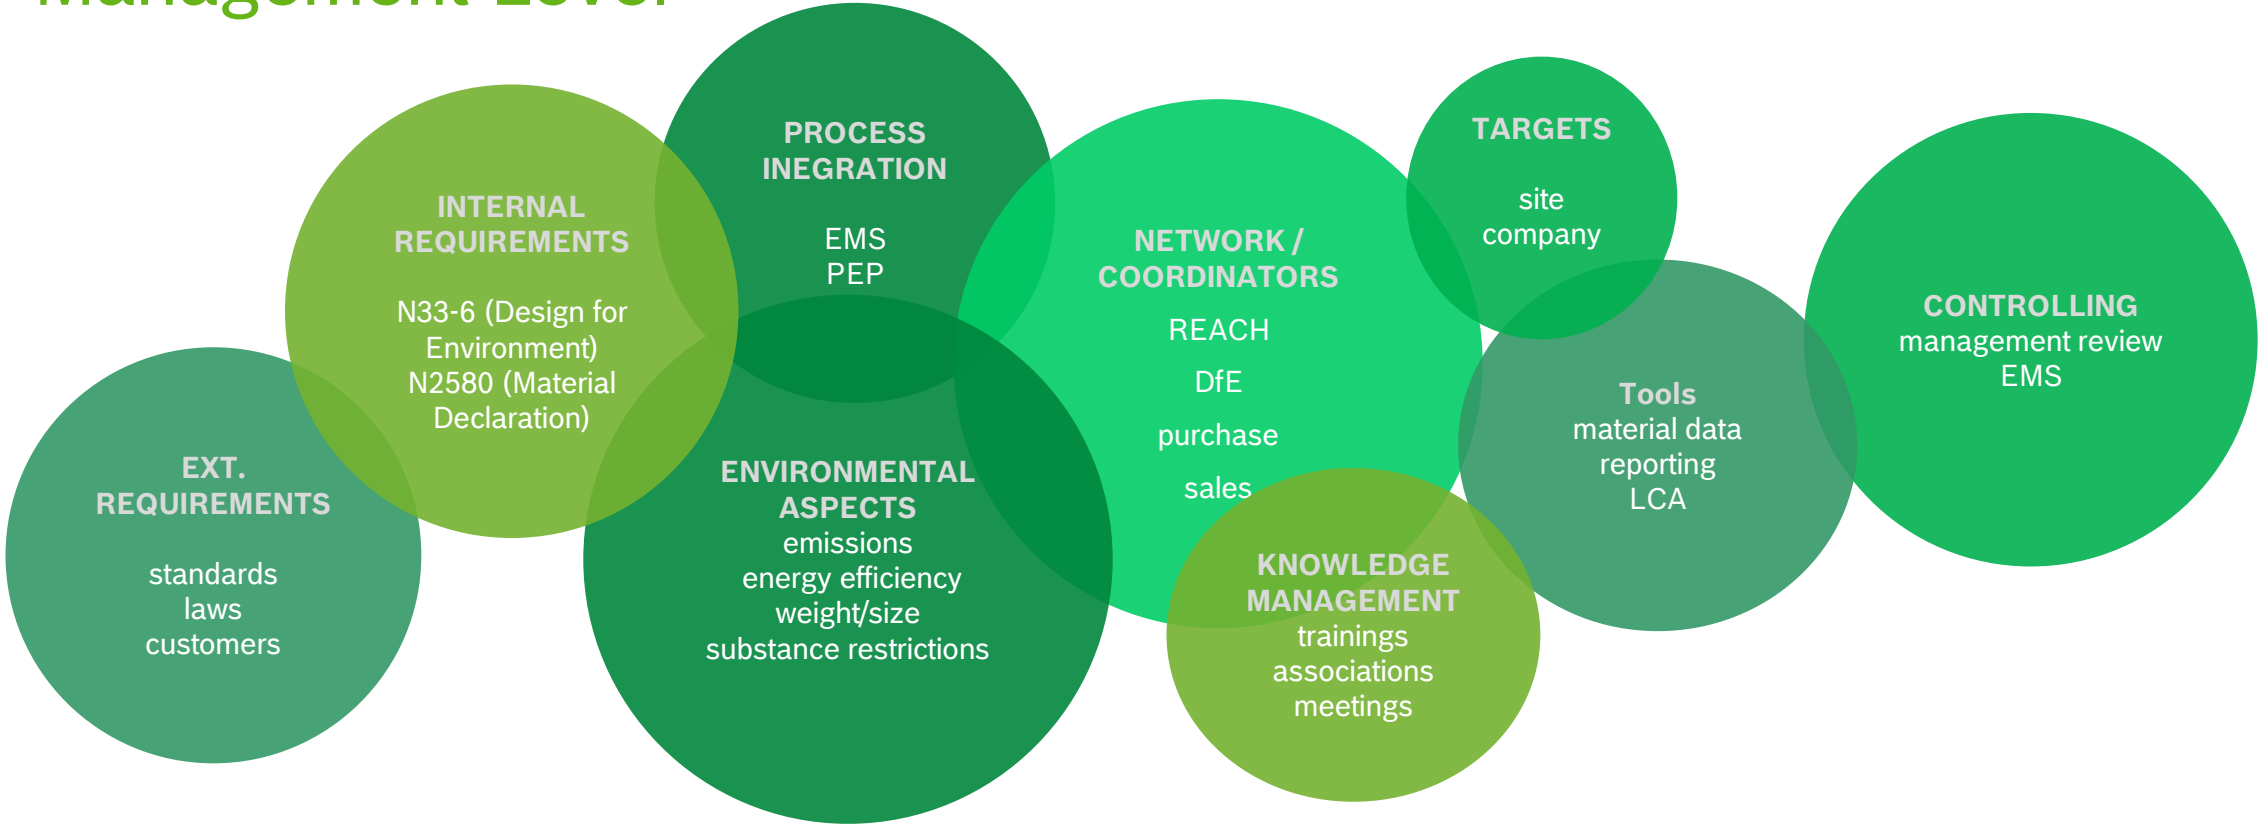 Management Level
EXT.
REQUIREMENTS
standards
laws
customers
INTERNAL
REQUIREMENTS
N33-6 (Design for
Environment)
N2580 (Material
Declaration)
PROCESS
INEGRATION
EMS
PEP
ENVIRONMENTAL
ASPECTS
emissions
energy efficiency
weight/size
substance restrictions
NETWORK /
COORDINATORS
REACH
DfE
purchase
sales
KNOWLEDGE
MANAGEMENT
trainings
associations
meetings
TARGETS
site
company
Tools
material data
reporting
LCA
CONTROLLING
management review
EMS